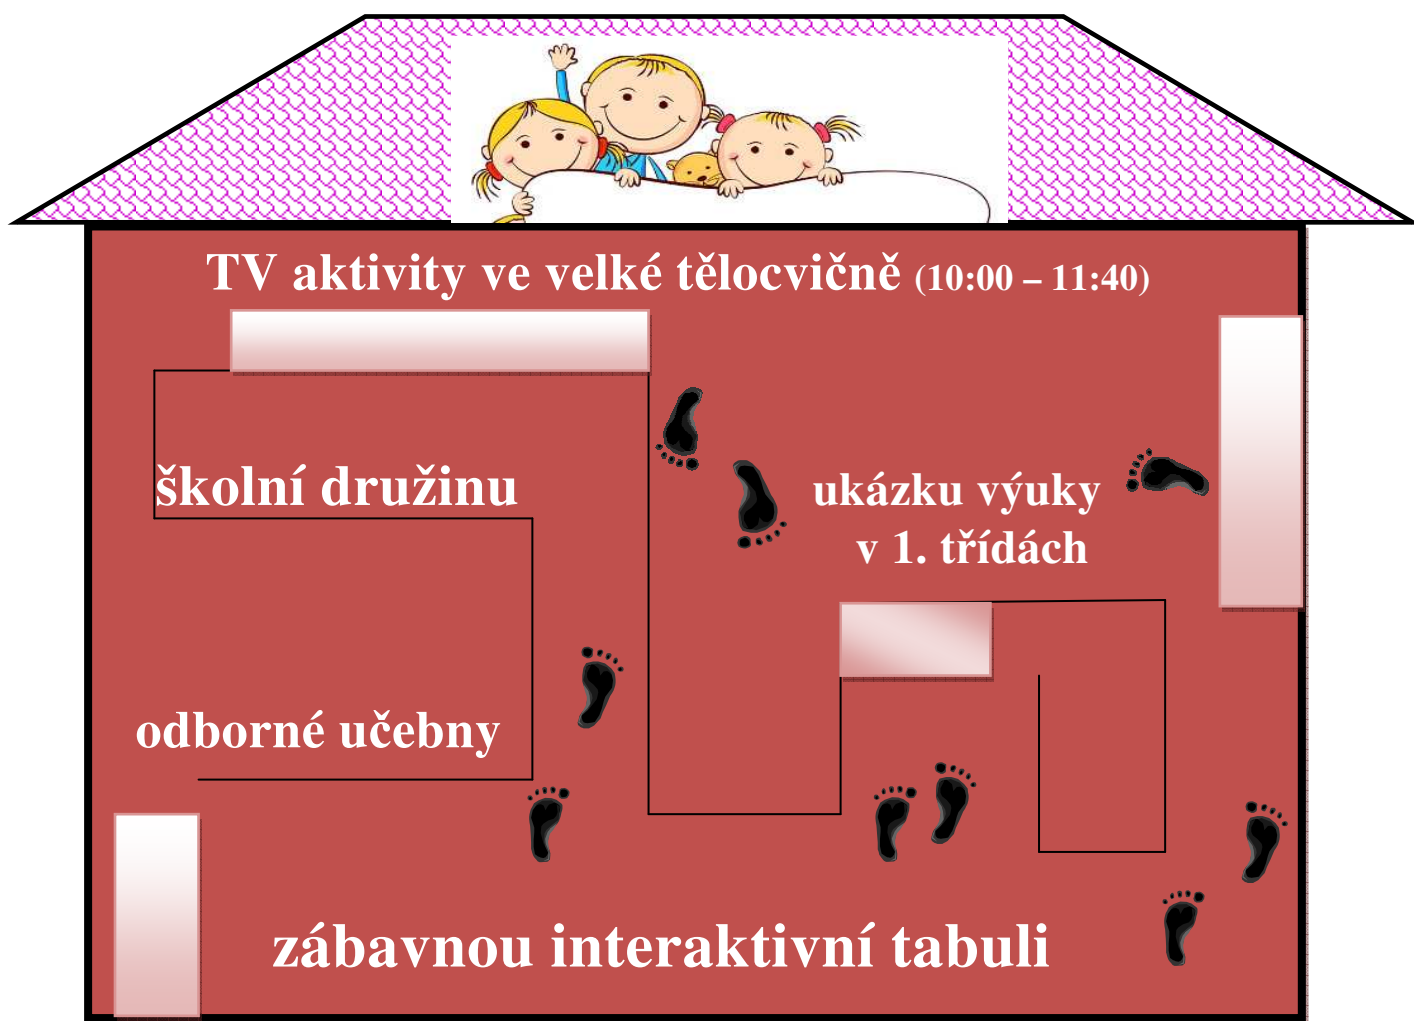 TV aktivity ve velké tělocvičně (10:00 – 11:40)
školní družinu
ukázku výuky
v 1. třídách
odborné učebny
zábavnou interaktivní tabuli